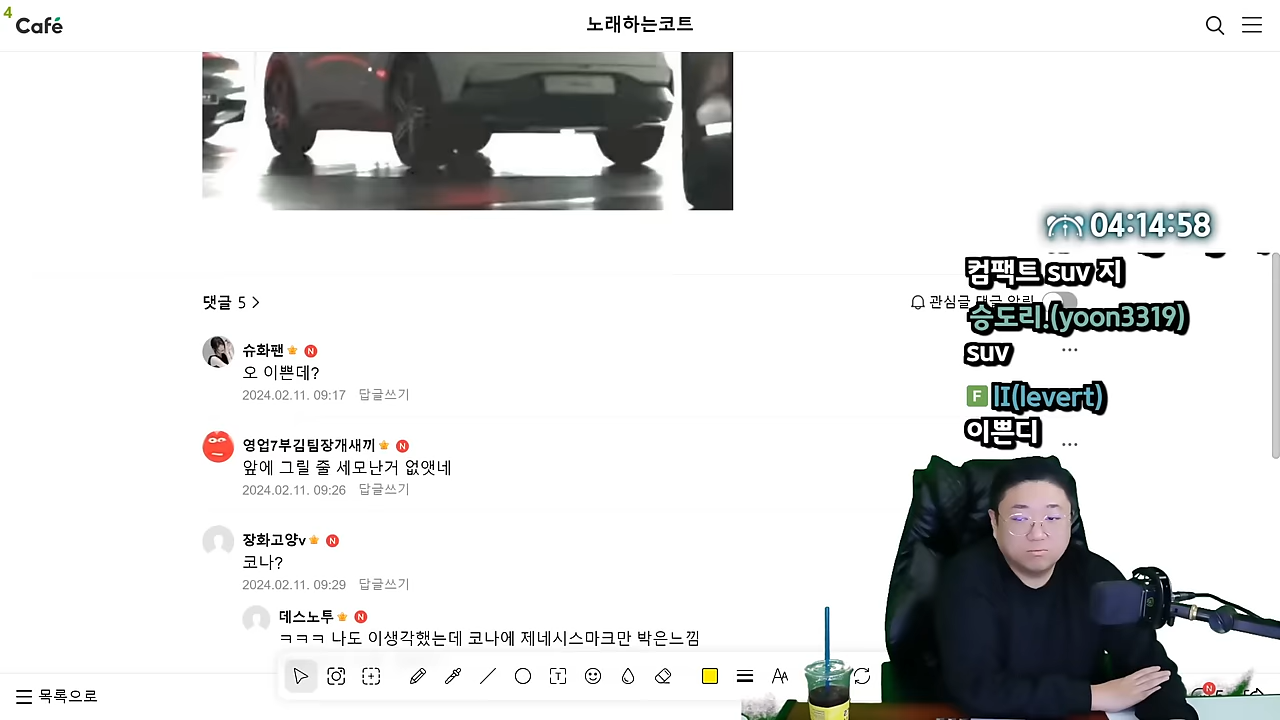 4
Café
노래하는코트
04:14:58
컴팩트 suv 지
댓글 5
관심글 댓글 알림
승도리.(yoon3319)
suv
슈화팬 N
오 이쁜데?
2024.02.11. 09:17 답글쓰기
F lI(levert)
이쁜디
영업7부김팀장개새끼 N
앞에 그릴 줄 세모난거 없앳네
2024.02.11. 09:26 답글쓰기
장화고양v N
코나?
2024.02.11. 09:29 답글쓰기
데스노투 N
ㅋㅋㅋ 나도 이생각했는데 코나에 제네시스마크만 박은느낌
목록으로
T
AA
N
5